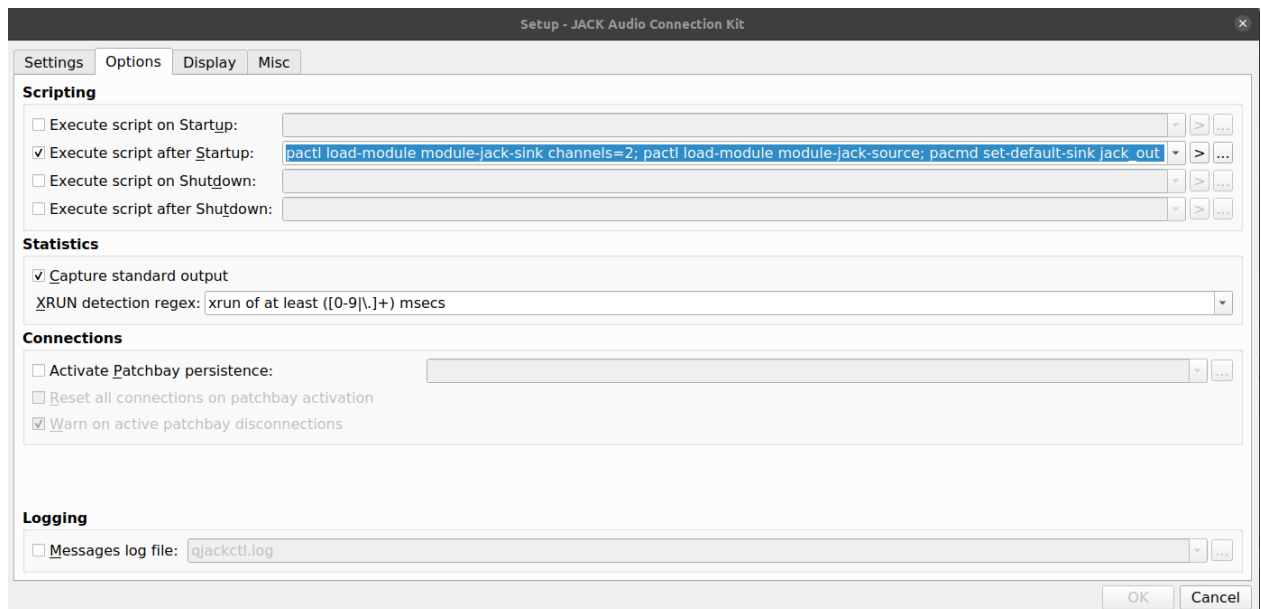 Setup - JACK Audio Connection Kit
Settings Options Display Misc
Scripting
Execute script on Startup: > ...
Execute script after Startup: pactl load-module module-jack-sink channels=2; pactl load-module module-jack-source; pacmd set-default-sink jack_out > ...
Execute script on Shutdown: > ...
Execute script after Shutdown: > ...
Statistics
Capture standard output
XRUN detection regex: xrun of at least ([0-9|\.]+) msecs
Connections
Activate Patchbay persistence: ...
Reset all connections on patchbay activation
Warn on active patchbay disconnections
Logging
Messages log file: qjackctl.log ...
OK Cancel